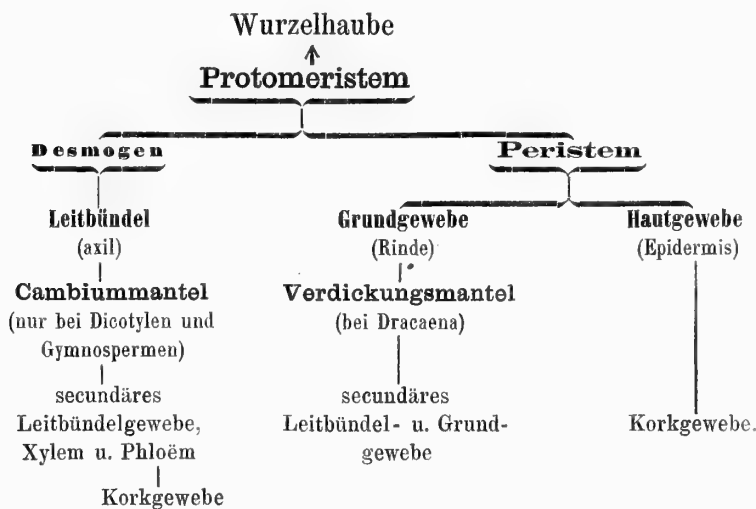 Wurzelhaube
Protomeristem
Desmogen
Peristem
Leitbündel
(axil)
Grundgewebe
(Rinde)
Hautgewebe
(Epidermis)
Cambiummantel
(nur bei Dicotylen und
Gymnospermen)
Verdickungsmantel
(bei Dracaena)
secundäres
Leitbündelgewebe,
Xylem u. Phloëm
secundäres
Leitbündel- u. Grund-
gewebe
Korkgewebe.
Korkgewebe